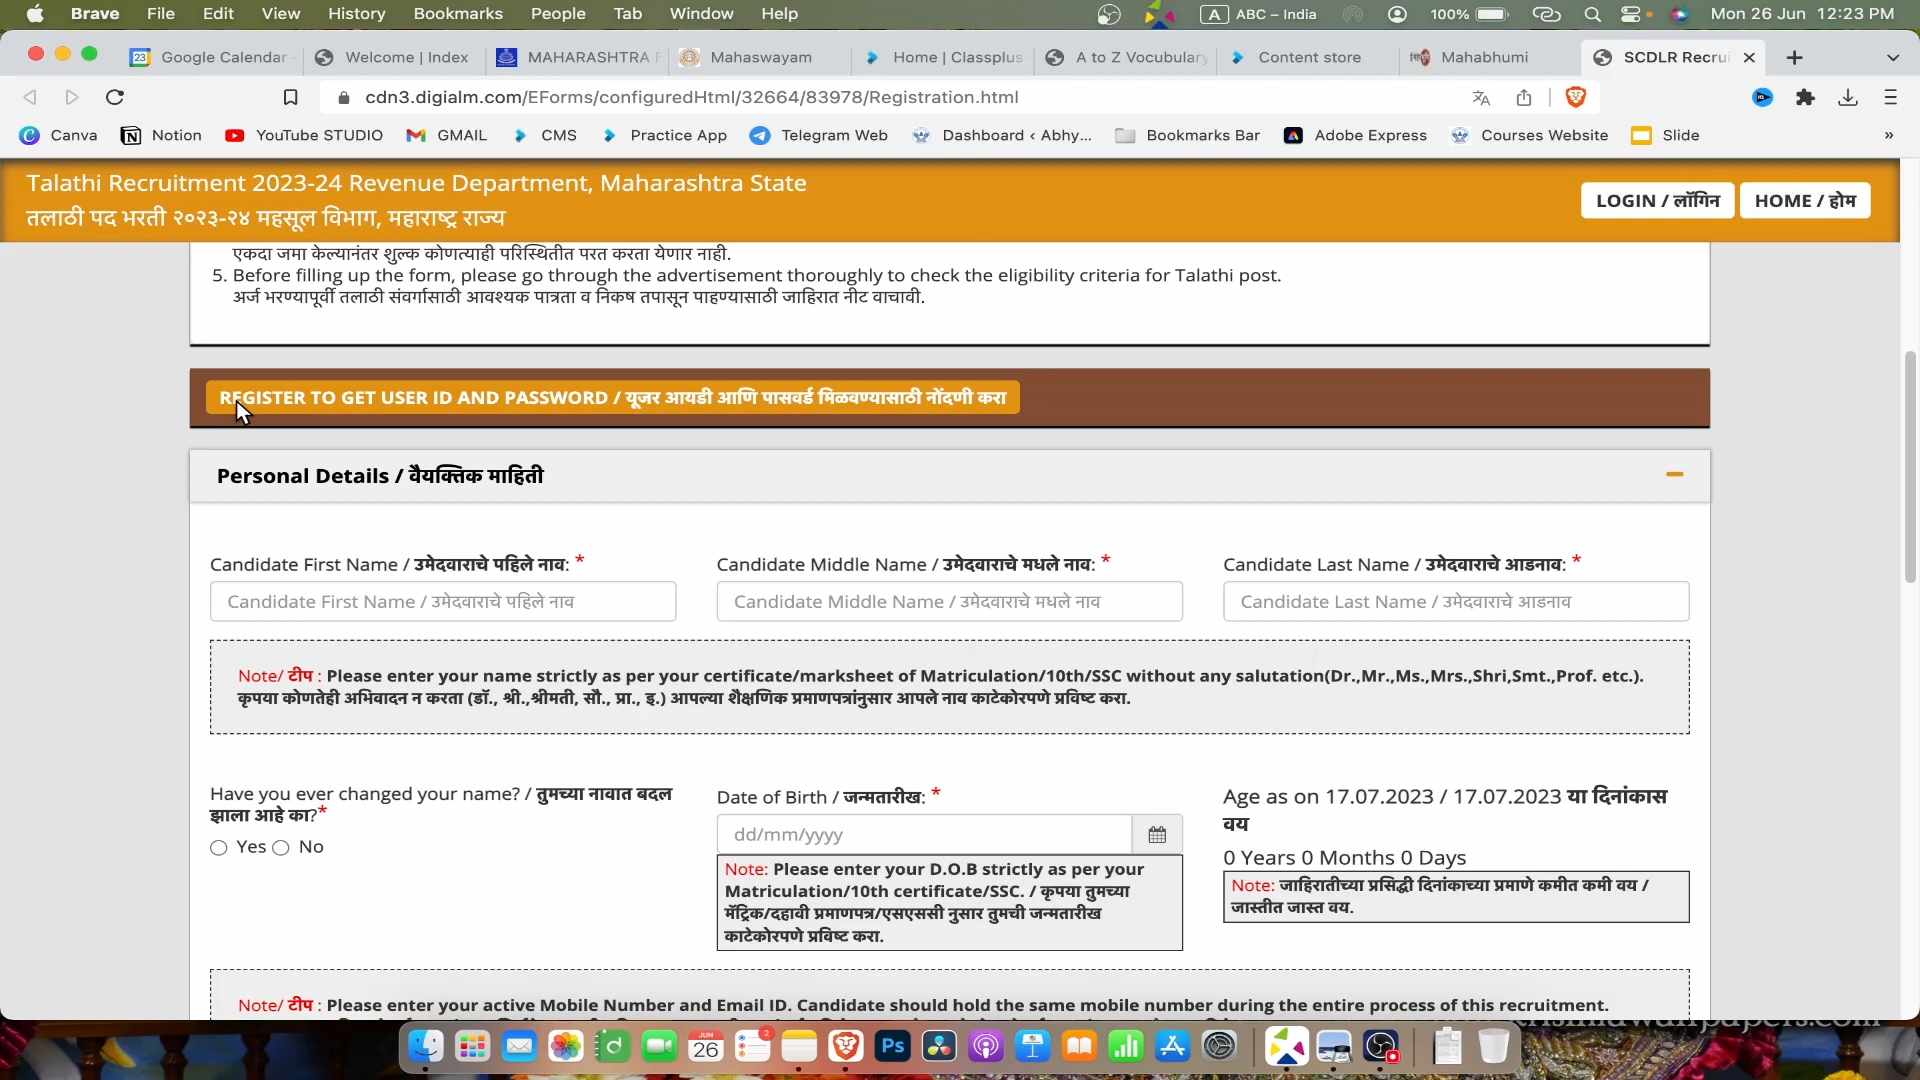 Brave File Edit View History Bookmarks People Tab Window Help A ABC – India 100% Mon 26 Jun 12:23 PM
23 Google Calendar Welcome | Index MAHARASHTRA Mahaswayam Home | Classplus A to Z Vocubulary Content store Mahabhumi SCDLR Recrui
cdn3.digialm.com/EForms/configuredHtml/32664/83978/Registration.html
Canva Notion YouTube STUDIO GMAIL CMS Practice App Telegram Web Dashboard < Abhy... Bookmarks Bar Adobe Express Courses Website Slide »
Talathi Recruitment 2023-24 Revenue Department, Maharashtra State
तलाठी पद भरती २०२३-२४ महसूल विभाग, महाराष्ट्र राज्य
LOGIN / लॉगिन HOME / होम
एकदा जमा केल्यानंतर शुल्क कोणत्याही परिस्थितीत परत करता येणार नाही.
5. Before filling up the form, please go through the advertisement thoroughly to check the eligibility criteria for Talathi post.
अर्ज भरण्यापूर्वी तलाठी संवर्गासाठी आवश्यक पात्रता व निकष तपासून पाहण्यासाठी जाहिरात नीट वाचावी.
REGISTER TO GET USER ID AND PASSWORD / यूजर आयडी आणि पासवर्ड मिळवण्यासाठी नोंदणी करा
Personal Details / वैयक्तिक माहिती
Candidate First Name / उमेदवाराचे पहिले नाव: * Candidate Middle Name / उमेदवाराचे मधले नाव: * Candidate Last Name / उमेदवाराचे आडनाव: *
Candidate First Name / उमेदवाराचे पहिले नाव Candidate Middle Name / उमेदवाराचे मधले नाव Candidate Last Name / उमेदवाराचे आडनाव
Note/ टीप : Please enter your name strictly as per your certificate/marksheet of Matriculation/10th/SSC without any salutation(Dr.,Mr.,Ms.,Mrs.,Shri,Smt.,Prof. etc.).
कृपया कोणतेही अभिवादन न करता (डॉ., श्री.,श्रीमती, सौ., प्रा., इ.) आपल्या शैक्षणिक प्रमाणपत्रांनुसार आपले नाव काटेकोरपणे प्रविष्ट करा.
Have you ever changed your name? / तुमच्या नावात बदल
झाला आहे का?*
Yes No
Date of Birth / जन्मतारीख: *
dd/mm/yyyy
Note: Please enter your D.O.B strictly as per your
Matriculation/10th certificate/SSC. / कृपया तुमच्या
मॅट्रिक/दहावी प्रमाणपत्र/एसएससी नुसार तुमची जन्मतारीख
काटेकोरपणे प्रविष्ट करा.
Age as on 17.07.2023 / 17.07.2023 या दिनांकास
वय
0 Years 0 Months 0 Days
Note: जाहिरातीच्या प्रसिद्धी दिनांकाच्या प्रमाणे कमीत कमी वय /
जास्तीत जास्त वय.
Note/ टीप : Please enter your active Mobile Number and Email ID. Candidate should hold the same mobile number during the entire process of this recruitment.
JUN
26 2 Ps